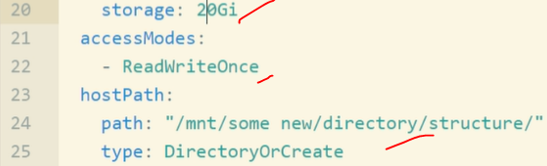 20 storage: 20Gi
21 accessModes:
22 - ReadWriteOnce
23 hostPath:
24 path: "/mnt/some new/directory/structure/"
25 type: DirectoryOrCreate